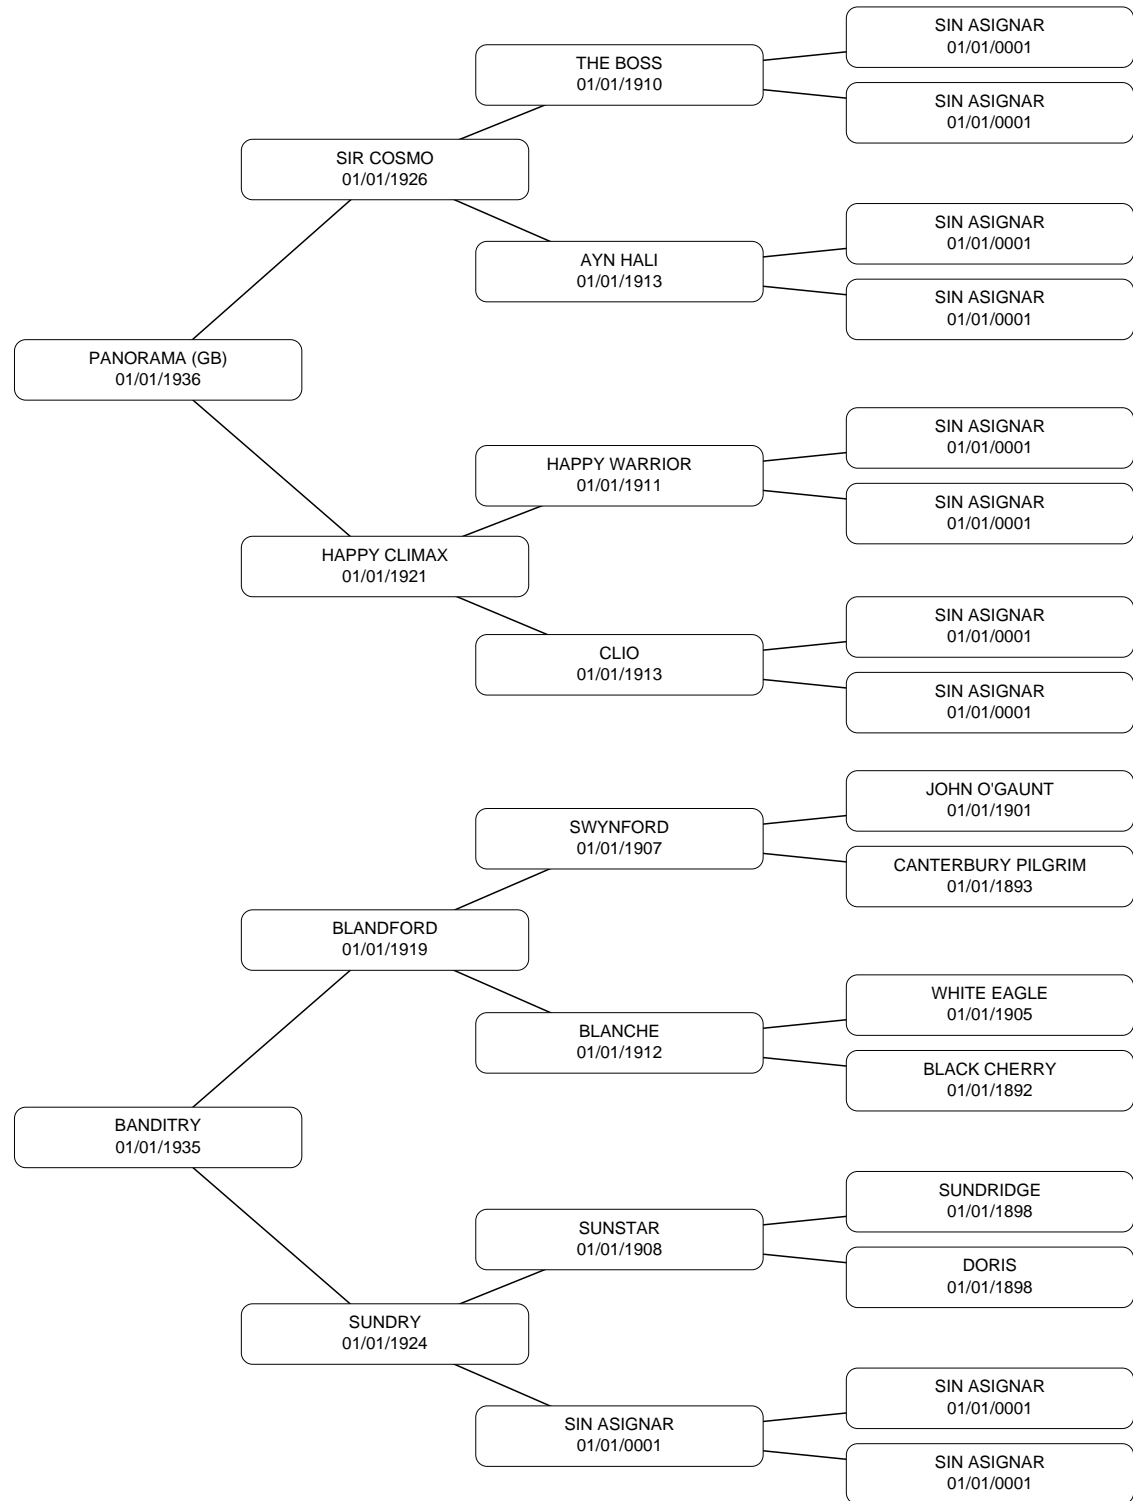 SIN ASIGNAR
01/01/0001
THE BOSS
01/01/1910
SIN ASIGNAR
01/01/0001
SIR COSMO
01/01/1926
SIN ASIGNAR
01/01/0001
AYN HALI
01/01/1913
SIN ASIGNAR
01/01/0001
PANORAMA (GB)
01/01/1936
SIN ASIGNAR
01/01/0001
HAPPY WARRIOR
01/01/1911
SIN ASIGNAR
01/01/0001
HAPPY CLIMAX
01/01/1921
SIN ASIGNAR
01/01/0001
CLIO
01/01/1913
SIN ASIGNAR
01/01/0001
JOHN O'GAUNT
01/01/1901
SWYNFORD
01/01/1907
CANTERBURY PILGRIM
01/01/1893
BLANDFORD
01/01/1919
WHITE EAGLE
01/01/1905
BLANCHE
01/01/1912
BLACK CHERRY
01/01/1892
BANDITRY
01/01/1935
SUNDRIDGE
01/01/1898
SUNSTAR
01/01/1908
DORIS
01/01/1898
SUNDRY
01/01/1924
SIN ASIGNAR
01/01/0001
SIN ASIGNAR
01/01/0001
SIN ASIGNAR
01/01/0001